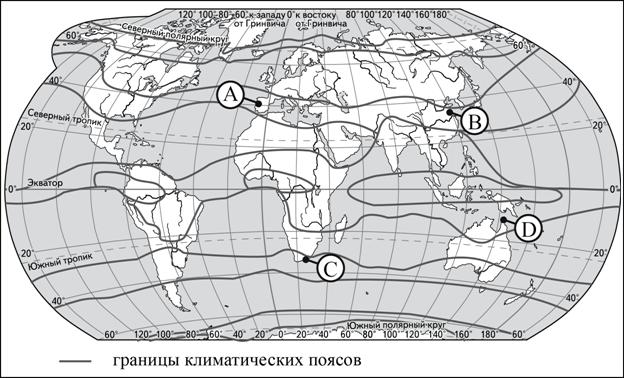 120° 100° 80° 60° к западу 0° к востоку 80° 100° 120° 140° 160° 180°
от Гринвича от Гринвича
Северный полярный круг
60° 60°
40° 40°
A
B
Северный тропик
20° 20°
Экватор 0° 0°
D
20° 20°
Южный тропик
C
40° 40°
Южный полярный круг
60° 120 100 80 60 40 20 0 20 40 60 80 100 120 140 160 180 60°
границы климатических поясов